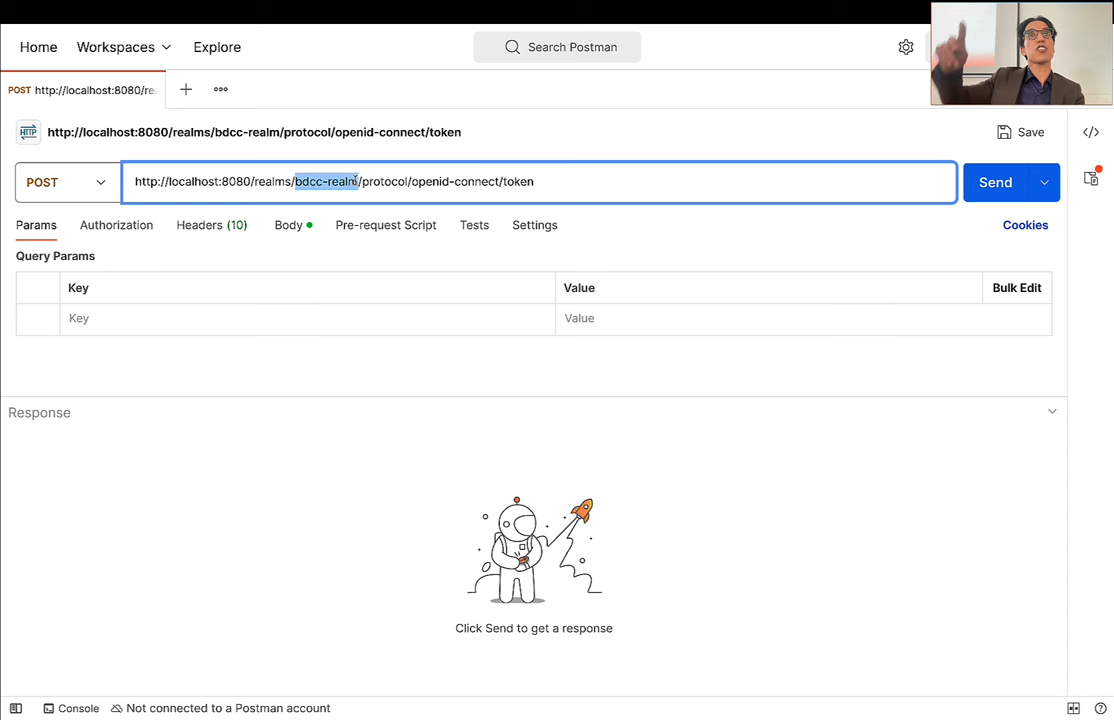 Home Workspaces Explore Search Postman
POST http://localhost:8080/rea
http://localhost:8080/realms/bdcc-realm/protocol/openid-connect/token Save
POST http://localhost:8080/realms/bdcc-realm/protocol/openid-connect/token Send
Params Authorization Headers (10) Body Pre-request Script Tests Settings Cookies
Query Params
Key Value Bulk Edit
Key Value
Response
Click Send to get a response
Console Not connected to a Postman account